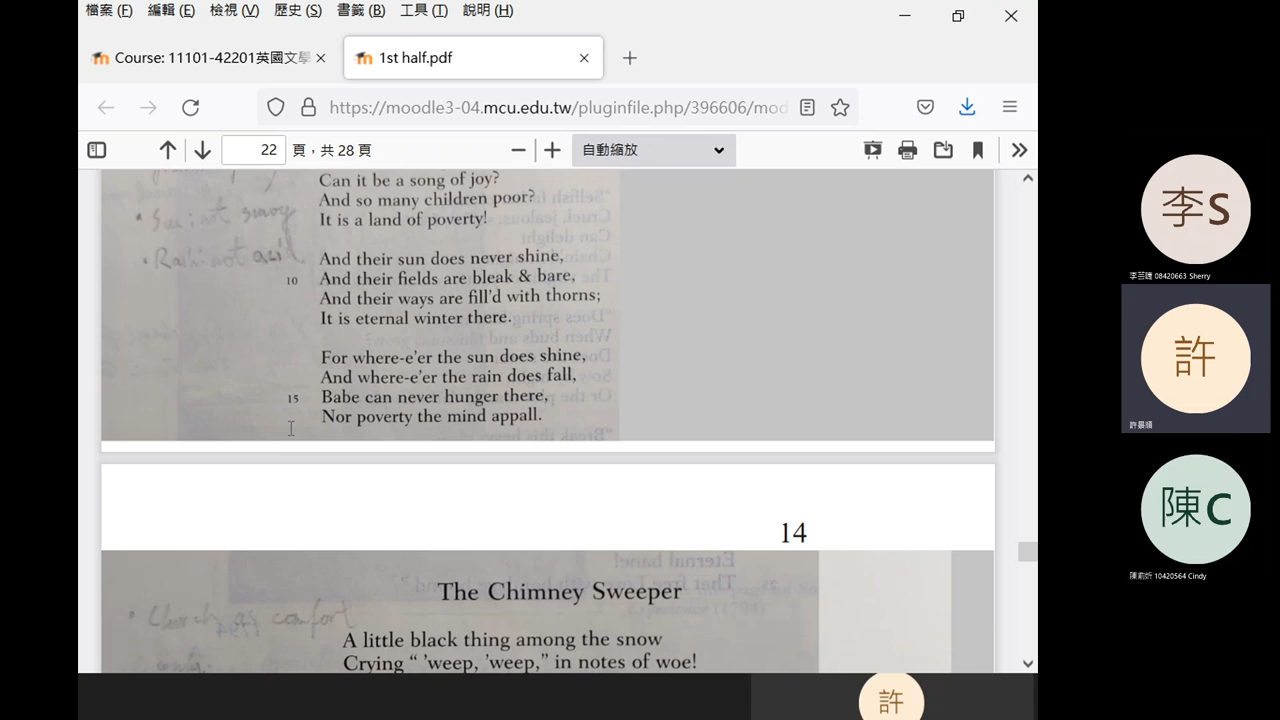 檔案 (F) 編輯 (E) 檢視 (V) 歷史 (S) 書籤 (B) 工具 (T) 說明 (H)
Course: 11101-42201英國文學
1st half.pdf
https://moodle3-04.mcu.edu.tw/pluginfile.php/396606/mod
22 頁，共 28 頁
自動縮放
Can it be a song of joy?
And so many children poor?
It is a land of poverty!
And their sun does never shine,
10 And their fields are bleak & bare,
And their ways are fill'd with thorns;
It is eternal winter there.
For where-e'er the sun does shine,
And where-e'er the rain does fall,
15 Babe can never hunger there,
Nor poverty the mind appall.
14
The Chimney Sweeper
• Church as comfort
A little black thing among the snow
Crying “ 'weep, 'weep,” in notes of woe!
李S
08420663 Sherry
許
許景順
陳C
10420564 Cindy
許